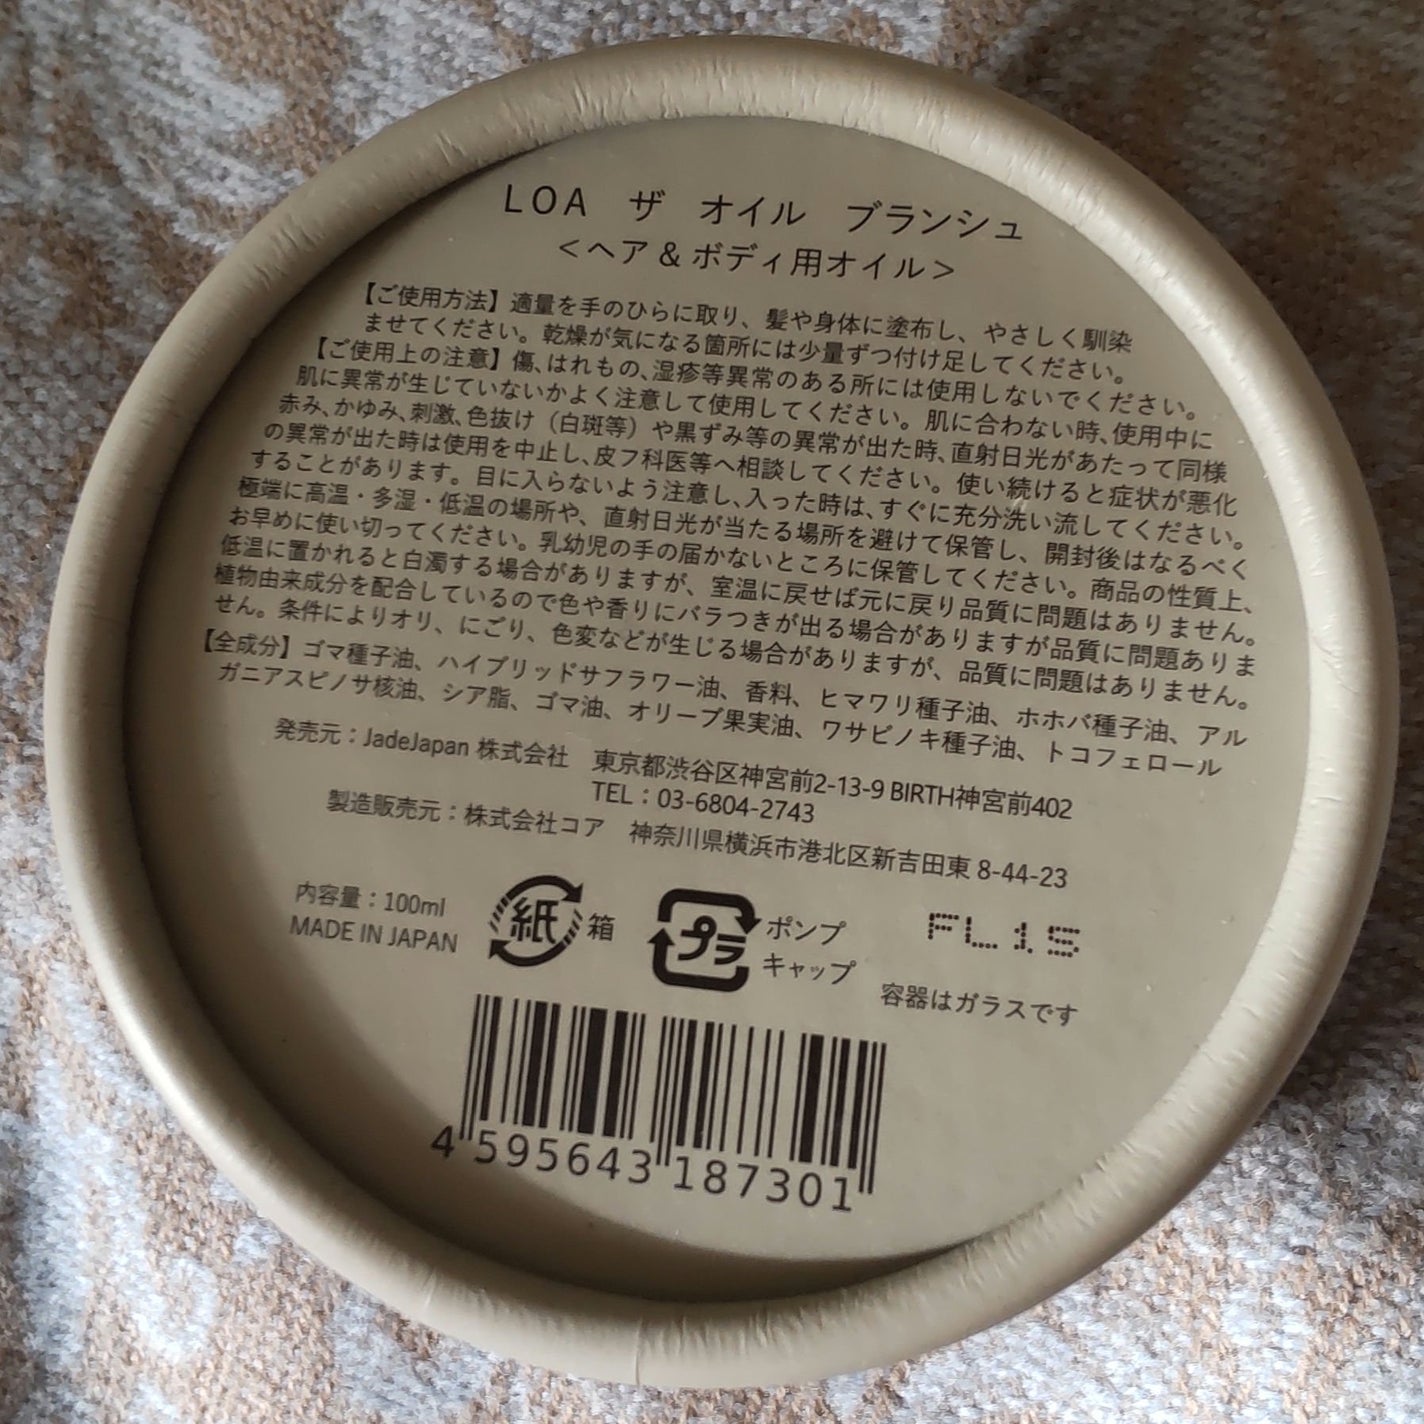 LOA ザ オイル ブランシュ
＜ヘア＆ボディ用オイル＞
【ご使用方法】適量を手のひらに取り、髪や身体に塗布し、やさしく馴染
ませてください。乾燥が気になる箇所には少量ずつ付け足してください。
【ご使用上の注意】傷、はれもの、湿疹等異常のある所には使用しないでください。
肌に異常が生じていないかよく注意して使用してください。肌に合わない時、使用中に
赤み、かゆみ、刺激、色抜け（白斑等）や黒ずみ等の異常が出た時、直射日光があたって同様
の異常が出た時は使用を中止し、皮フ科医等へ相談してください。使い続けると症状が悪化
することがあります。目に入らないよう注意し、入った時は、すぐに充分洗い流してください。
極端に高温・多湿・低温の場所や、直射日光が当たる場所を避けて保管し、開封後はなるべく
お早めに使い切ってください。乳幼児の手の届かないところに保管してください。商品の性質上、
低温に置かれると白濁する場合がありますが、室温に戻せば元に戻り品質に問題はありません。
植物由来成分を配合しているので色や香りにバラつきが出る場合がありますが品質に問題ありま
せん。条件によりオリ、にごり、色変などが生じる場合がありますが、品質に問題はありません。
【全成分】ゴマ種子油、ハイブリッドサフラワー油、香料、ヒマワリ種子油、ホホバ種子油、アル
ガニアスピノサ核油、シア脂、ゴマ油、オリーブ果実油、ワサビノキ種子油、トコフェロール
発売元：JadeJapan 株式会社 東京都渋谷区神宮前2-13-9 BIRTH神宮前402
TEL：03-6804-2743
製造販売元：株式会社コア 神奈川県横浜市港北区新吉田東 8-44-23
内容量：100ml
MADE IN JAPAN
紙 箱
プラ ポンプ
キャップ
FL1S
容器はガラスです
4 595643 187301